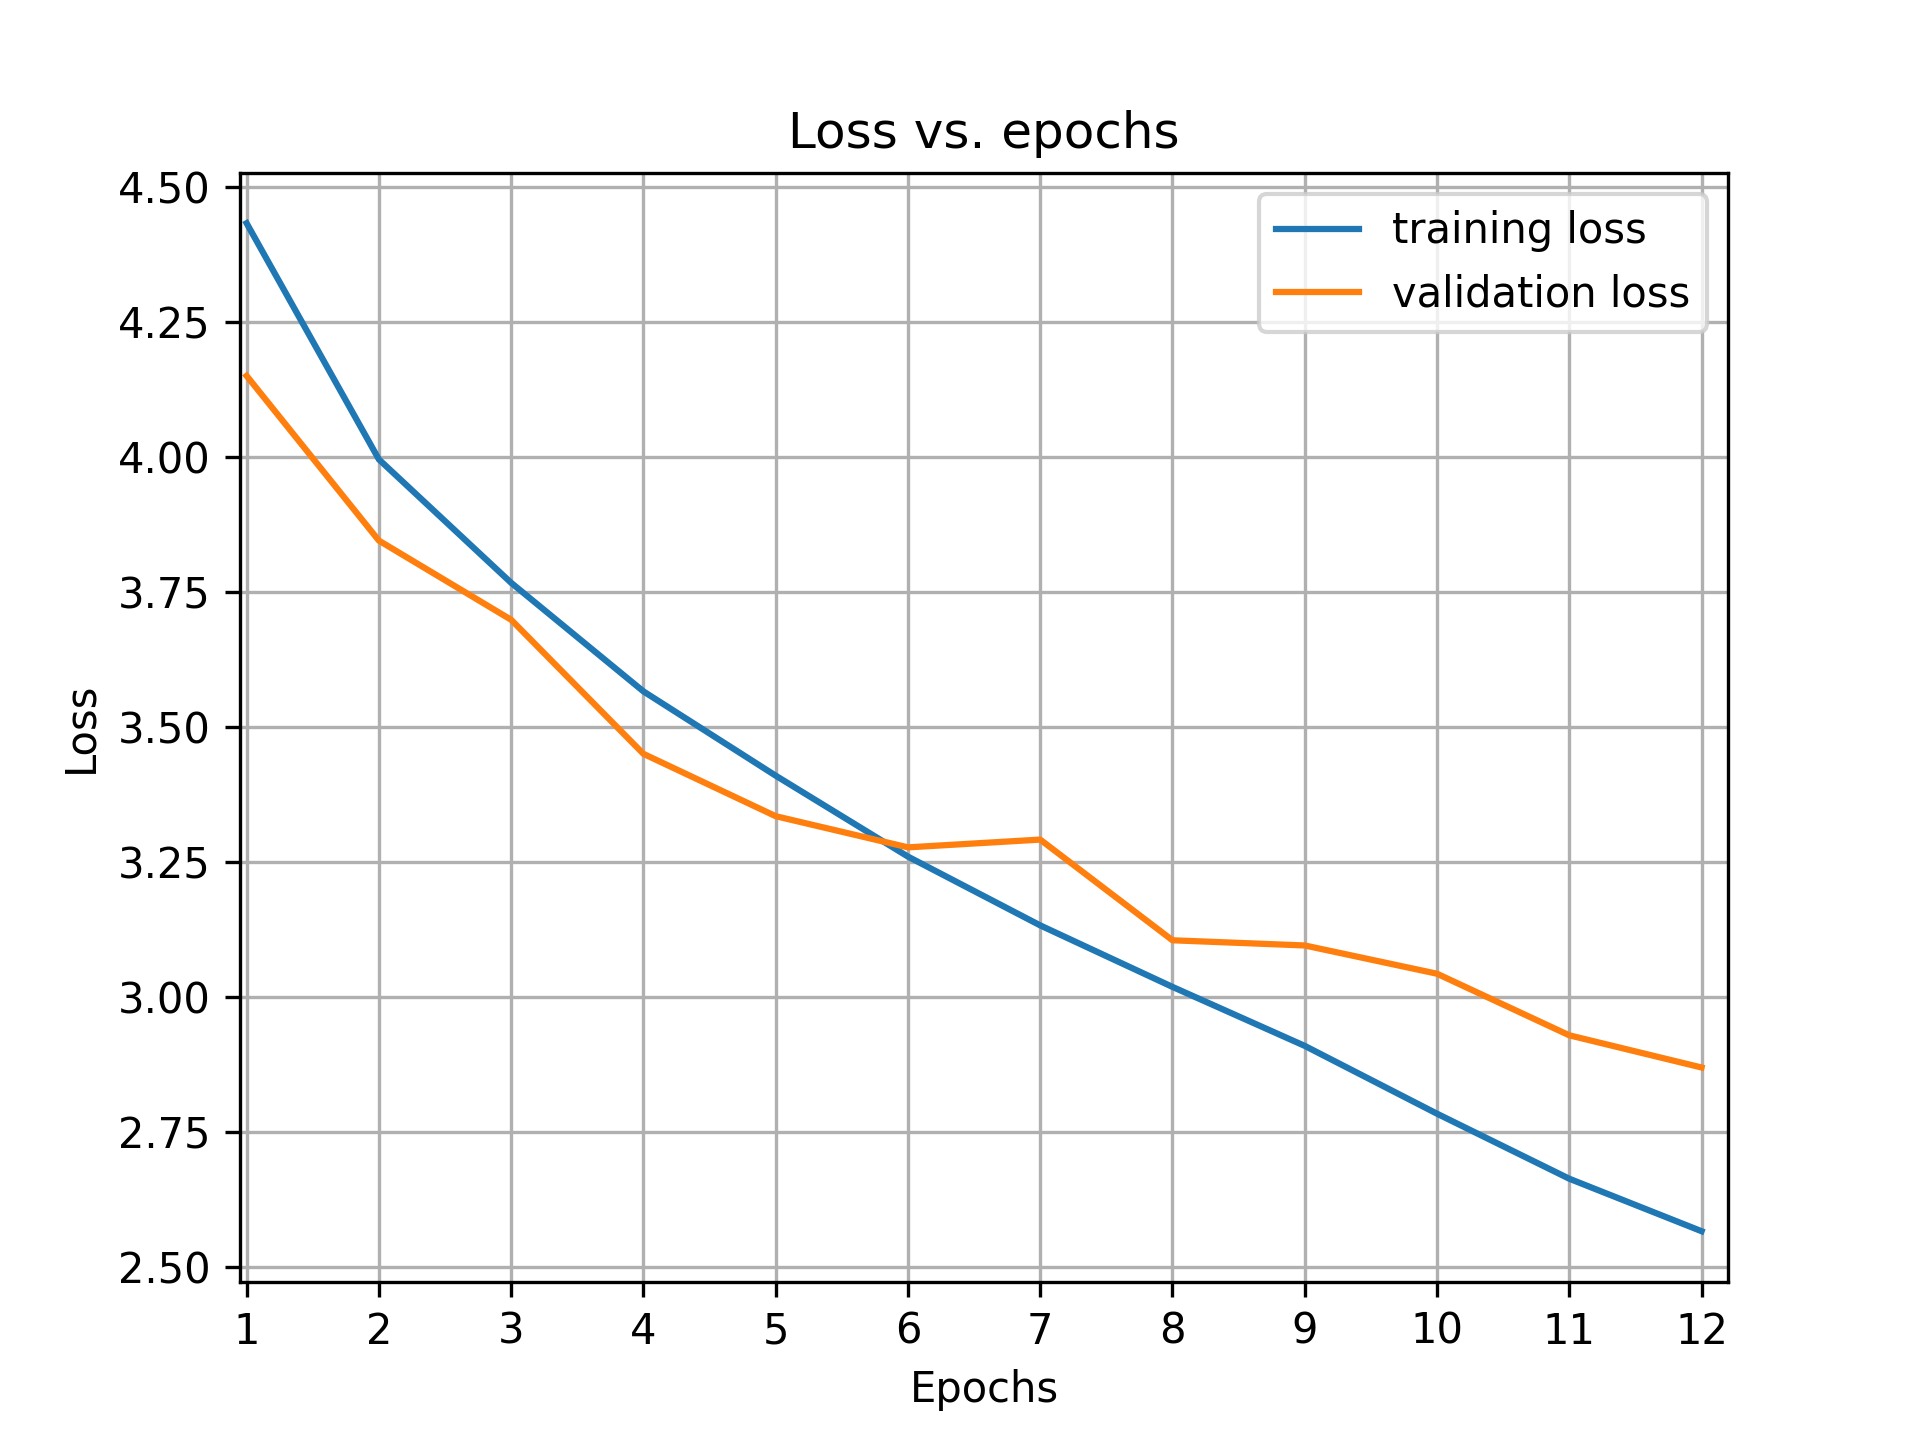 Loss vs. epochs
4.50
4.25
4.00
3.75
3.50
3.25
3.00
2.75
2.50
Loss
training loss
validation loss
1 2 3 4 5 6 7 8 9 10 11 12
Epochs